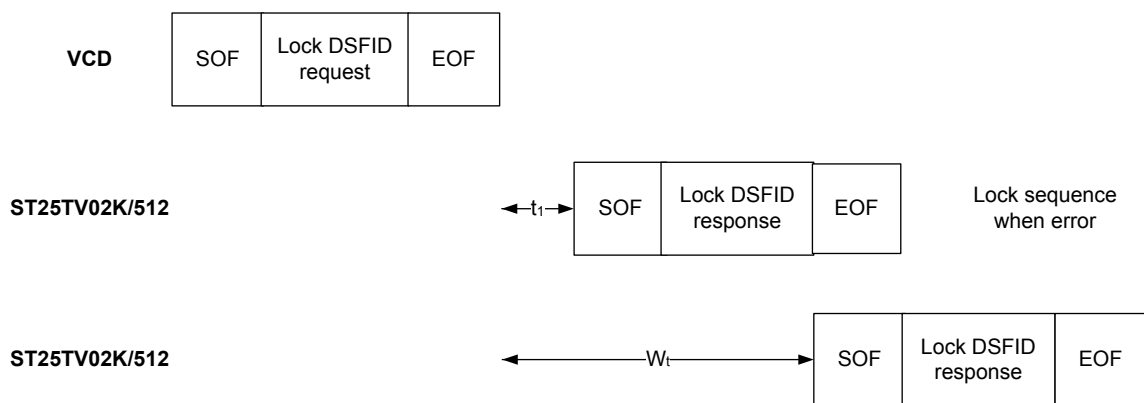 VCD
SOF
Lock DSFID
request
EOF
ST25TV02K/512
t1
SOF
Lock DSFID
response
EOF
Lock sequence
when error
ST25TV02K/512
Wt
SOF
Lock DSFID
response
EOF